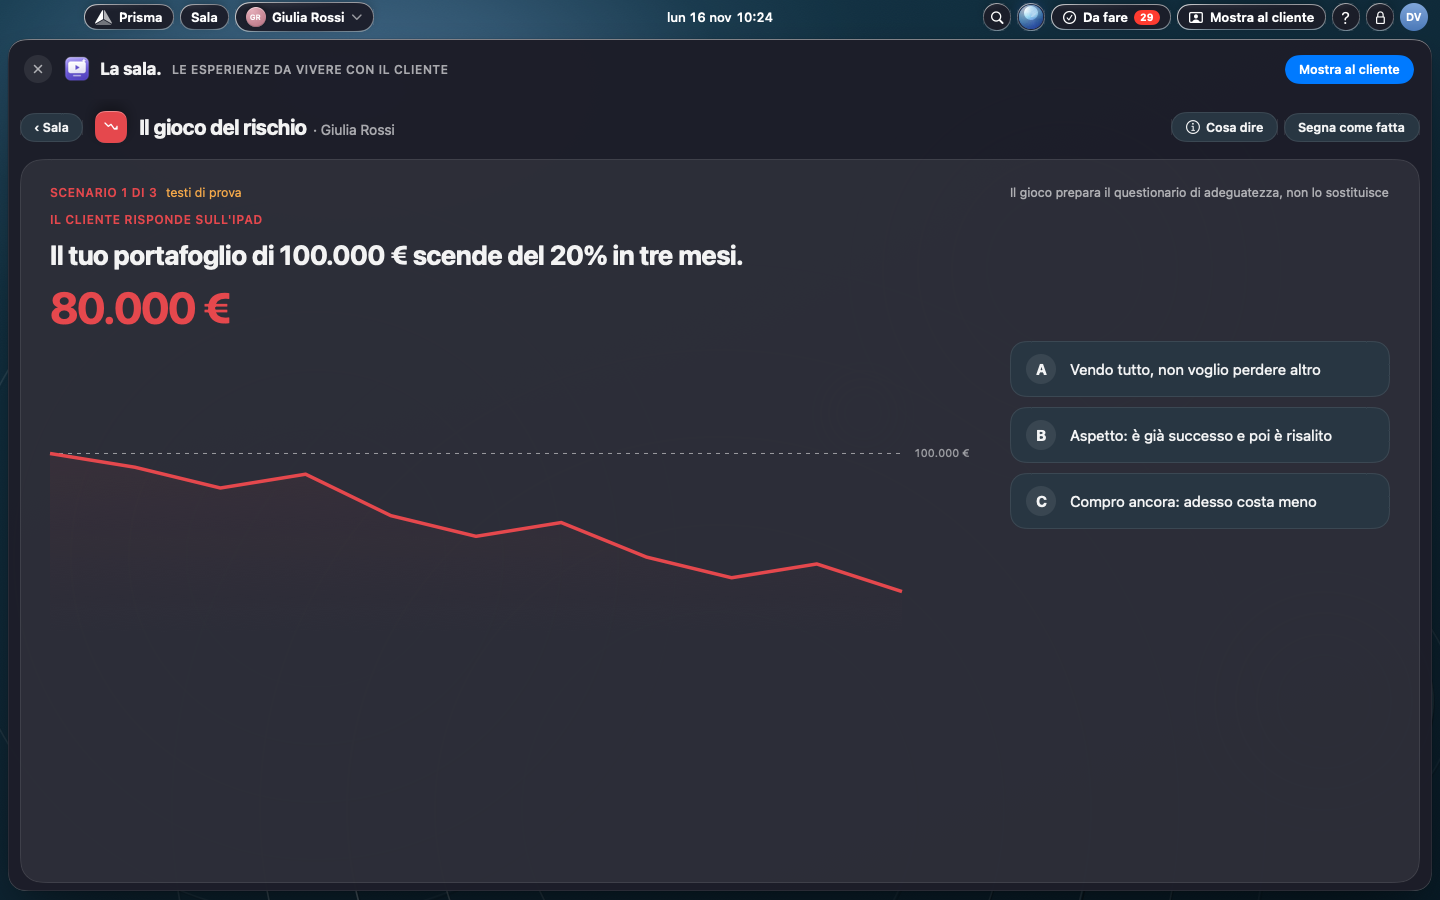 Prisma
Sala
GR Giulia Rossi
lun 16 nov 10:24
Da fare 29
Mostra al cliente
?
DV
La sala. LE ESPERIENZE DA VIVERE CON IL CLIENTE
Mostra al cliente
‹ Sala
Il gioco del rischio · Giulia Rossi
Cosa dire
Segna come fatta
SCENARIO 1 DI 3 testi di prova
Il gioco prepara il questionario di adeguatezza, non lo sostituisce
IL CLIENTE RISPONDE SULL'IPAD
Il tuo portafoglio di 100.000 € scende del 20% in tre mesi.
80.000 €
100.000 €
A Vendo tutto, non voglio perdere altro
B Aspetto: è già successo e poi è risalito
C Compro ancora: adesso costa meno